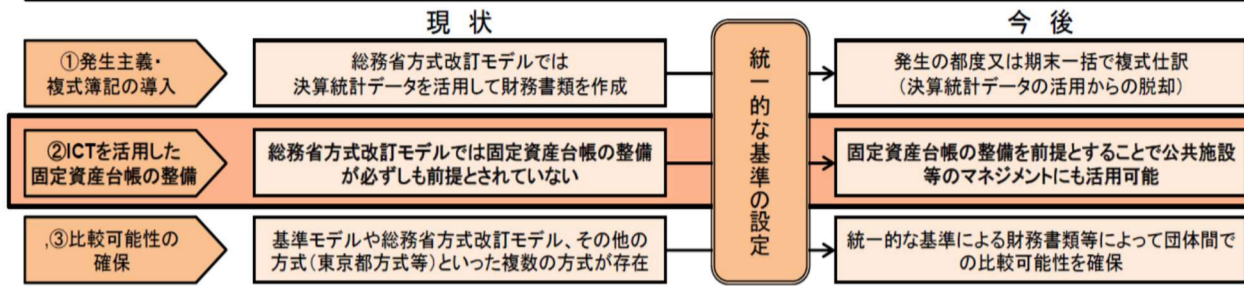 現 状
今 後
①発生主義・
複式簿記の導入
総務省方式改訂モデルでは
決算統計データを活用して財務書類を作成
統一的な基準の設定
発生の都度又は期末一括で複式仕訳
（決算統計データの活用からの脱却）
②ICTを活用した
固定資産台帳の整備
総務省方式改訂モデルでは固定資産台帳の整備
が必ずしも前提とされていない
固定資産台帳の整備を前提とすることで公共施設
等のマネジメントにも活用可能
,③比較可能性の
確保
基準モデルや総務省方式改訂モデル、その他の
方式（東京都方式等）といった複数の方式が存在
統一的な基準による財務書類等によって団体間で
の比較可能性を確保